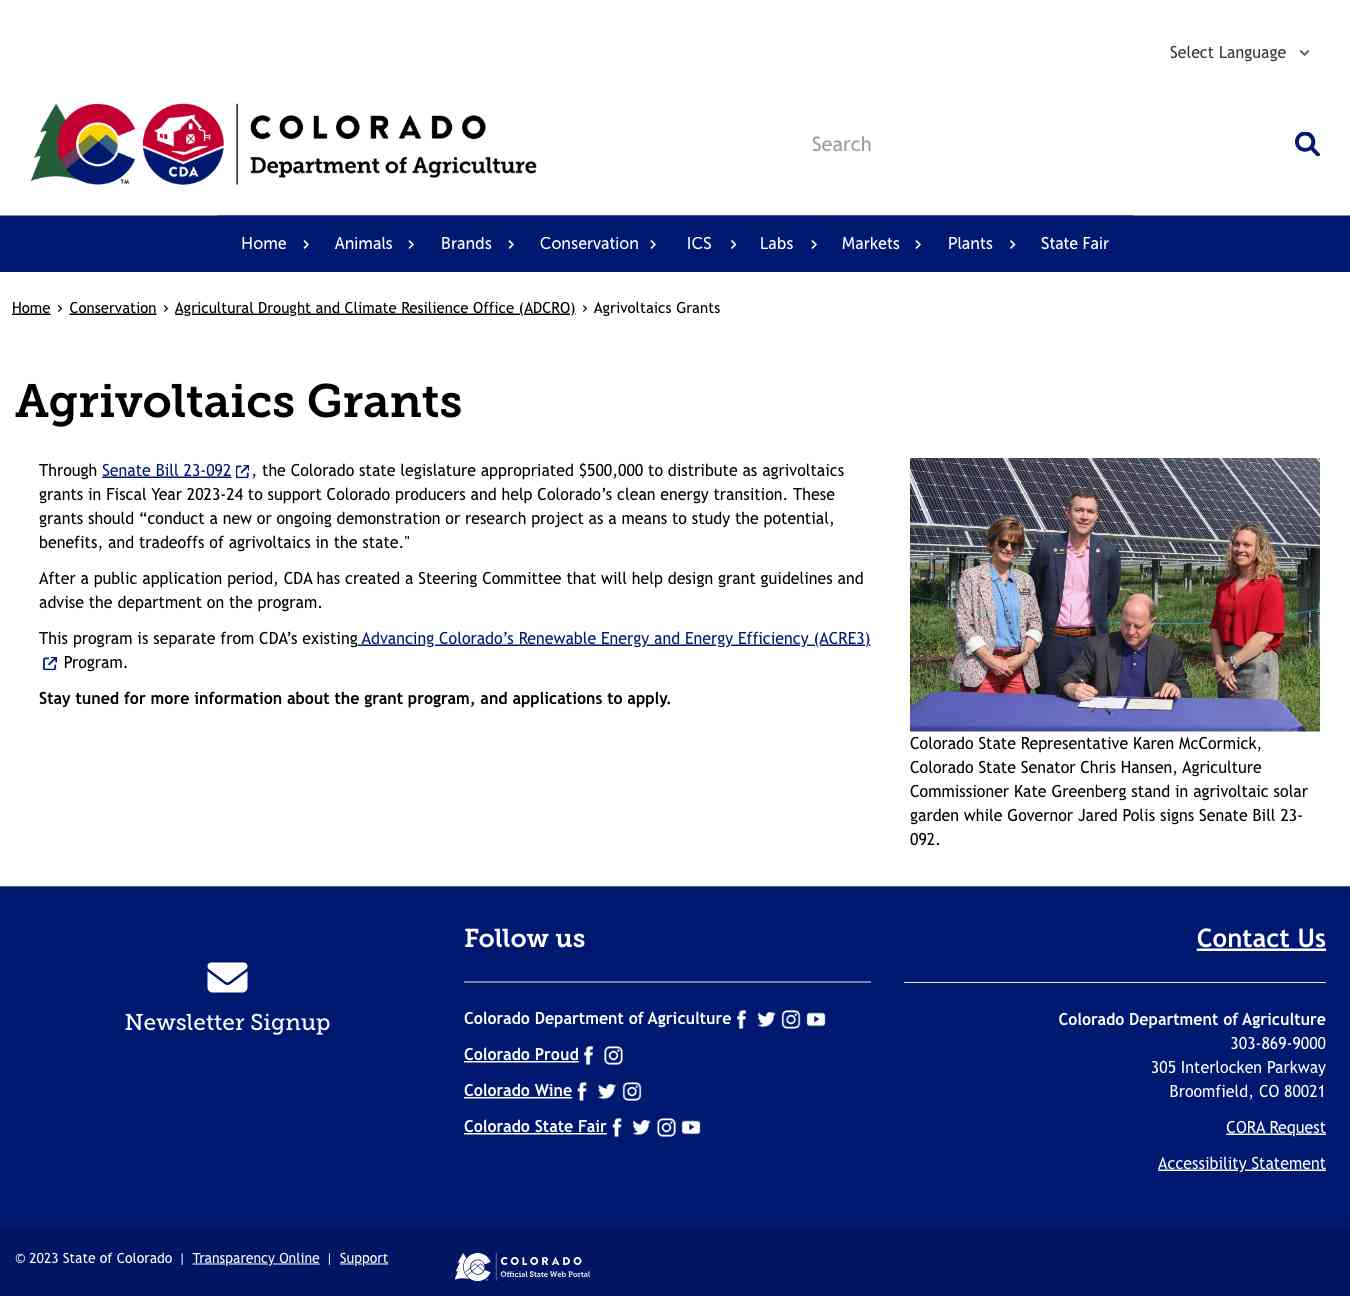 Select Language
COLORADO
Department of Agriculture
CDA
TM
Search
Home Animals Brands Conservation ICS Labs Markets Plants State Fair
Home › Conservation › Agricultural Drought and Climate Resilience Office (ADCRO) › Agrivoltaics Grants
Agrivoltaics Grants
Through Senate Bill 23-092 , the Colorado state legislature appropriated $500,000 to distribute as agrivoltaics
grants in Fiscal Year 2023-24 to support Colorado producers and help Colorado’s clean energy transition. These
grants should “conduct a new or ongoing demonstration or research project as a means to study the potential,
benefits, and tradeoffs of agrivoltaics in the state."
After a public application period, CDA has created a Steering Committee that will help design grant guidelines and
advise the department on the program.
This program is separate from CDA’s existing Advancing Colorado’s Renewable Energy and Energy Efficiency (ACRE3)
Program.
Stay tuned for more information about the grant program, and applications to apply.
Colorado State Representative Karen McCormick,
Colorado State Senator Chris Hansen, Agriculture
Commissioner Kate Greenberg stand in agrivoltaic solar
garden while Governor Jared Polis signs Senate Bill 23-
092.
Newsletter Signup
Follow us
Colorado Department of Agriculture
Colorado Proud
Colorado Wine
Colorado State Fair
Contact Us
Colorado Department of Agriculture
303-869-9000
305 Interlocken Parkway
Broomfield, CO 80021
CORA Request
Accessibility Statement
© 2023 State of Colorado | Transparency Online | Support
COLORADO
Official State Web Portal